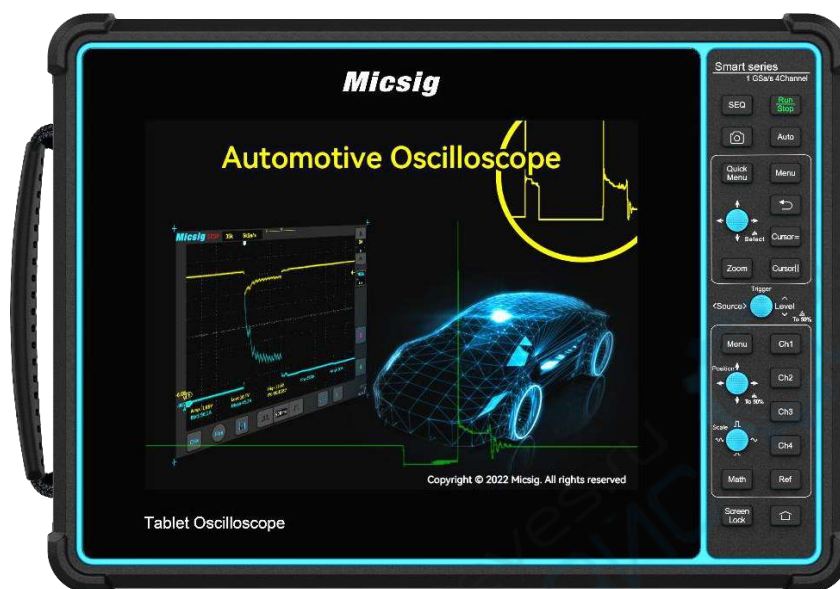 Micsig
Automotive Oscilloscope
Micsig
Copyright © 2022 Micsig. All rights reserved
Tablet Oscilloscope
Smart series
1 GSa/s 4Channel
SEQ
Run
Stop
Auto
Quick
Menu
Menu
Select
Cursor=
Zoom
Cursor||
Trigger
<Source>
Level
To 50%
Menu
Ch1
Position
Ch2
To 50%
Ch3
Scale
Ch4
Math
Ref
Screen
Lock